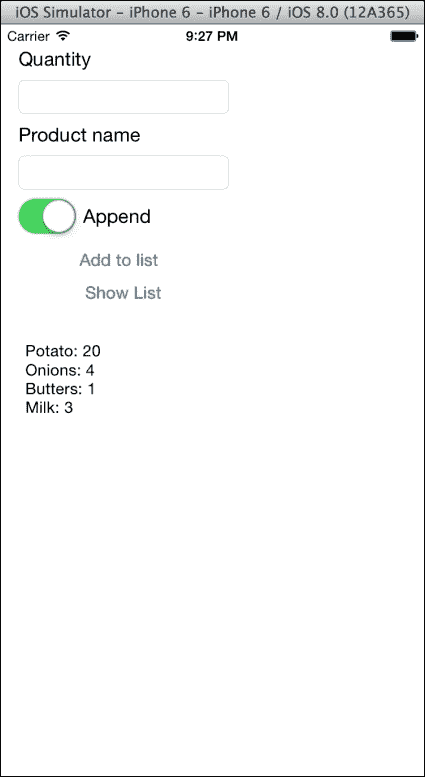 iOS Simulator - iPhone 6 - iPhone 6 / iOS 8.0 (12A365)
Carrier 9:27 PM
Quantity
Product name
Append
Add to list
Show List
Potato: 20
Onions: 4
Butters: 1
Milk: 3